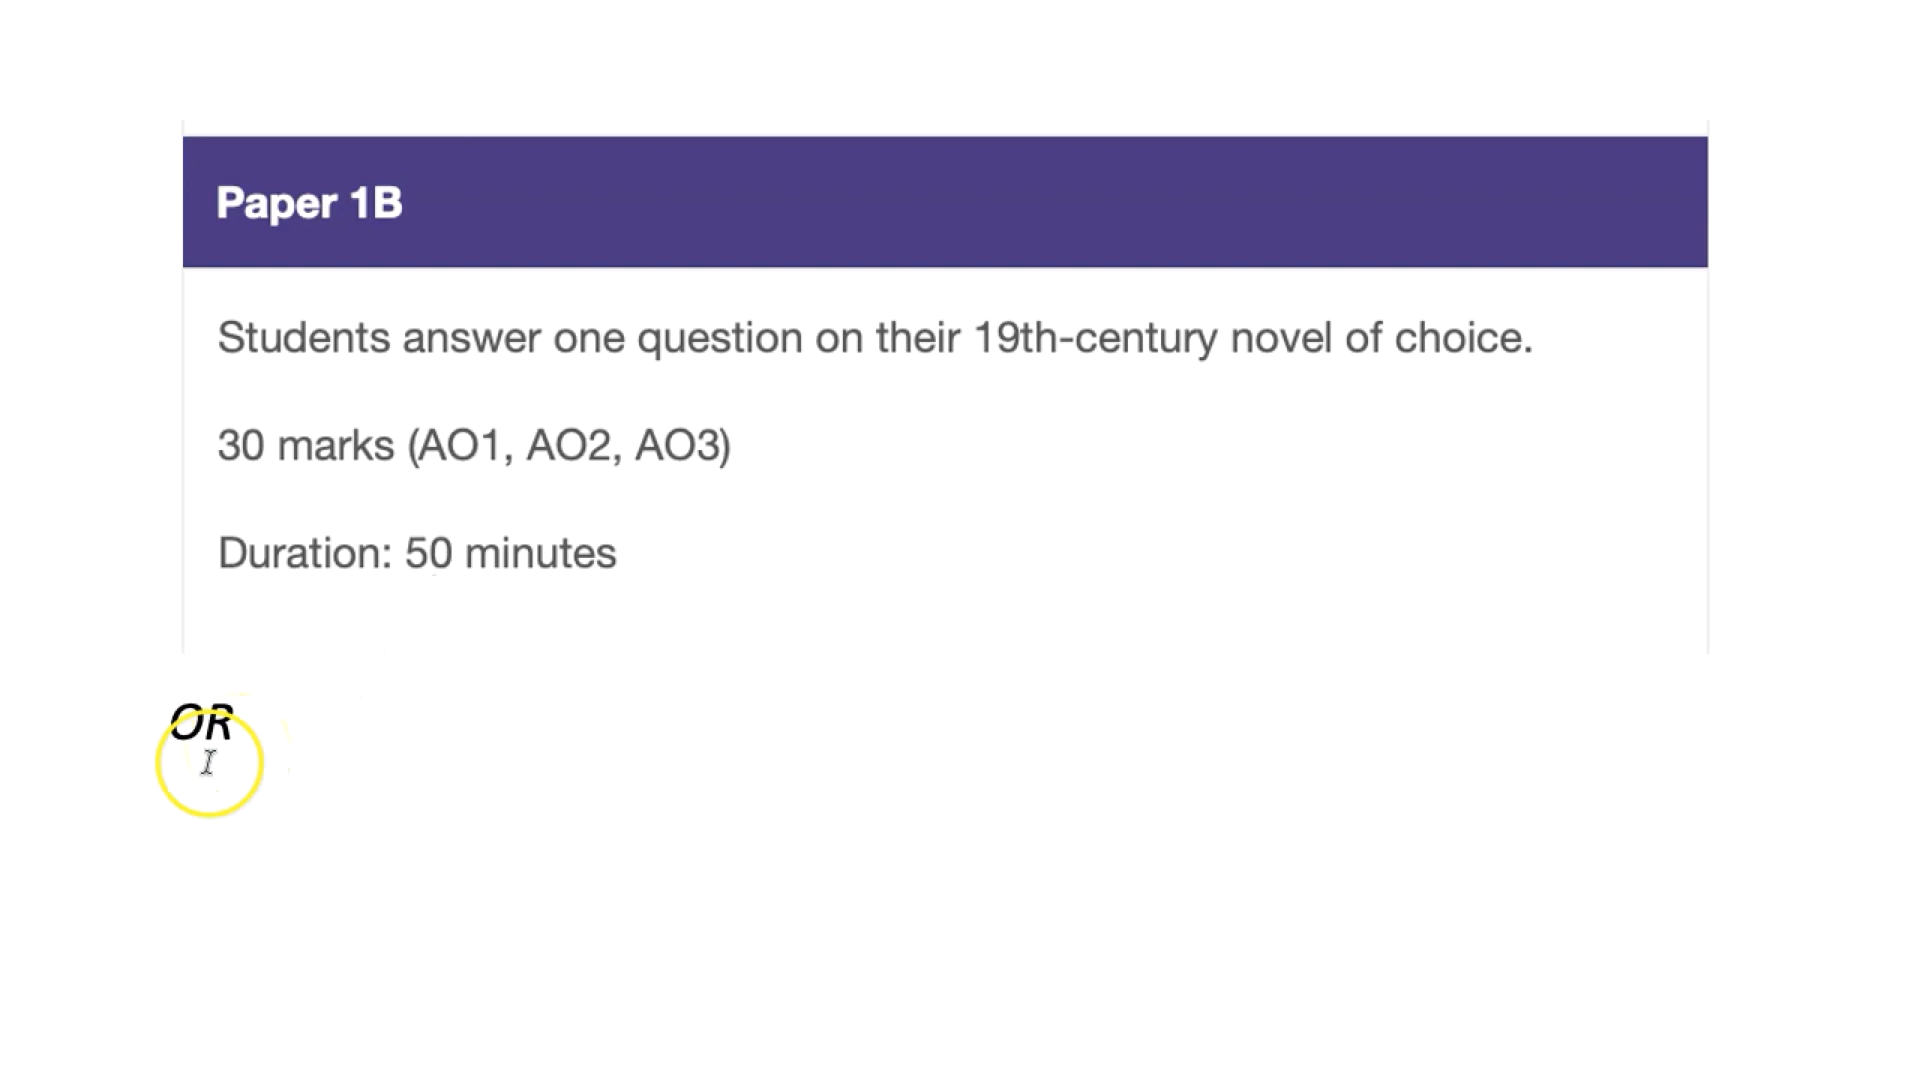 Paper 1B
Students answer one question on their 19th-century novel of choice.
30 marks (AO1, AO2, AO3)
Duration: 50 minutes
OR